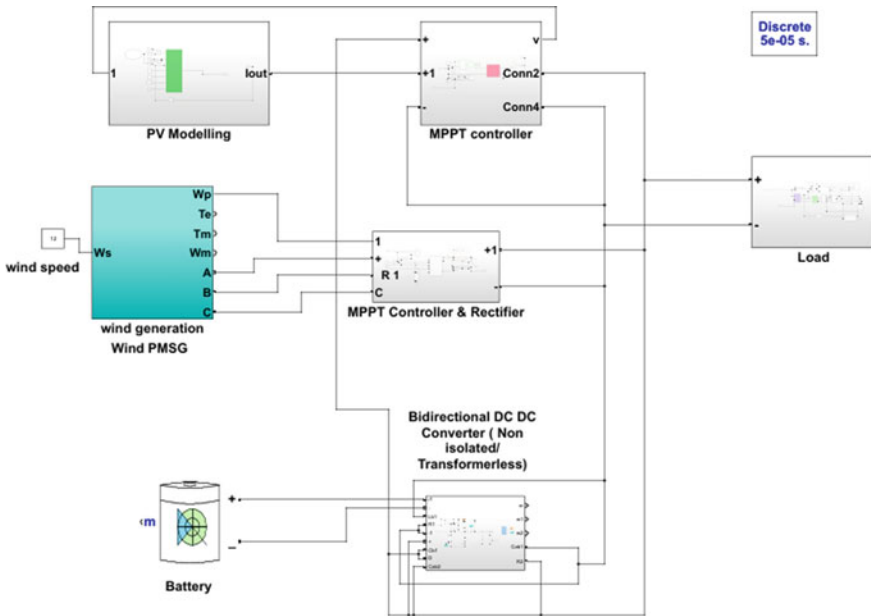 Discrete
5e-05 s.
1
Iout
PV Modelling
+
+1
-
v
Conn2
Conn4
MPPT controller
+
-
Load
12
wind speed
Ws
Wp
Te
Tm
Wm
A
B
C
wind generation
Wind PMSG
1
+
R 1
C
+1
-
MPPT Controller & Rectifier
Bidirectional DC DC
Converter ( Non
isolated/
Transformerless)
+
m
–
Battery